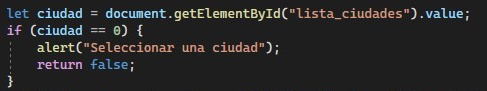 let ciudad = document.getElementById("lista_ciudades").value;
if (ciudad == 0) {
    alert("Seleccionar una ciudad");
    return false;
}